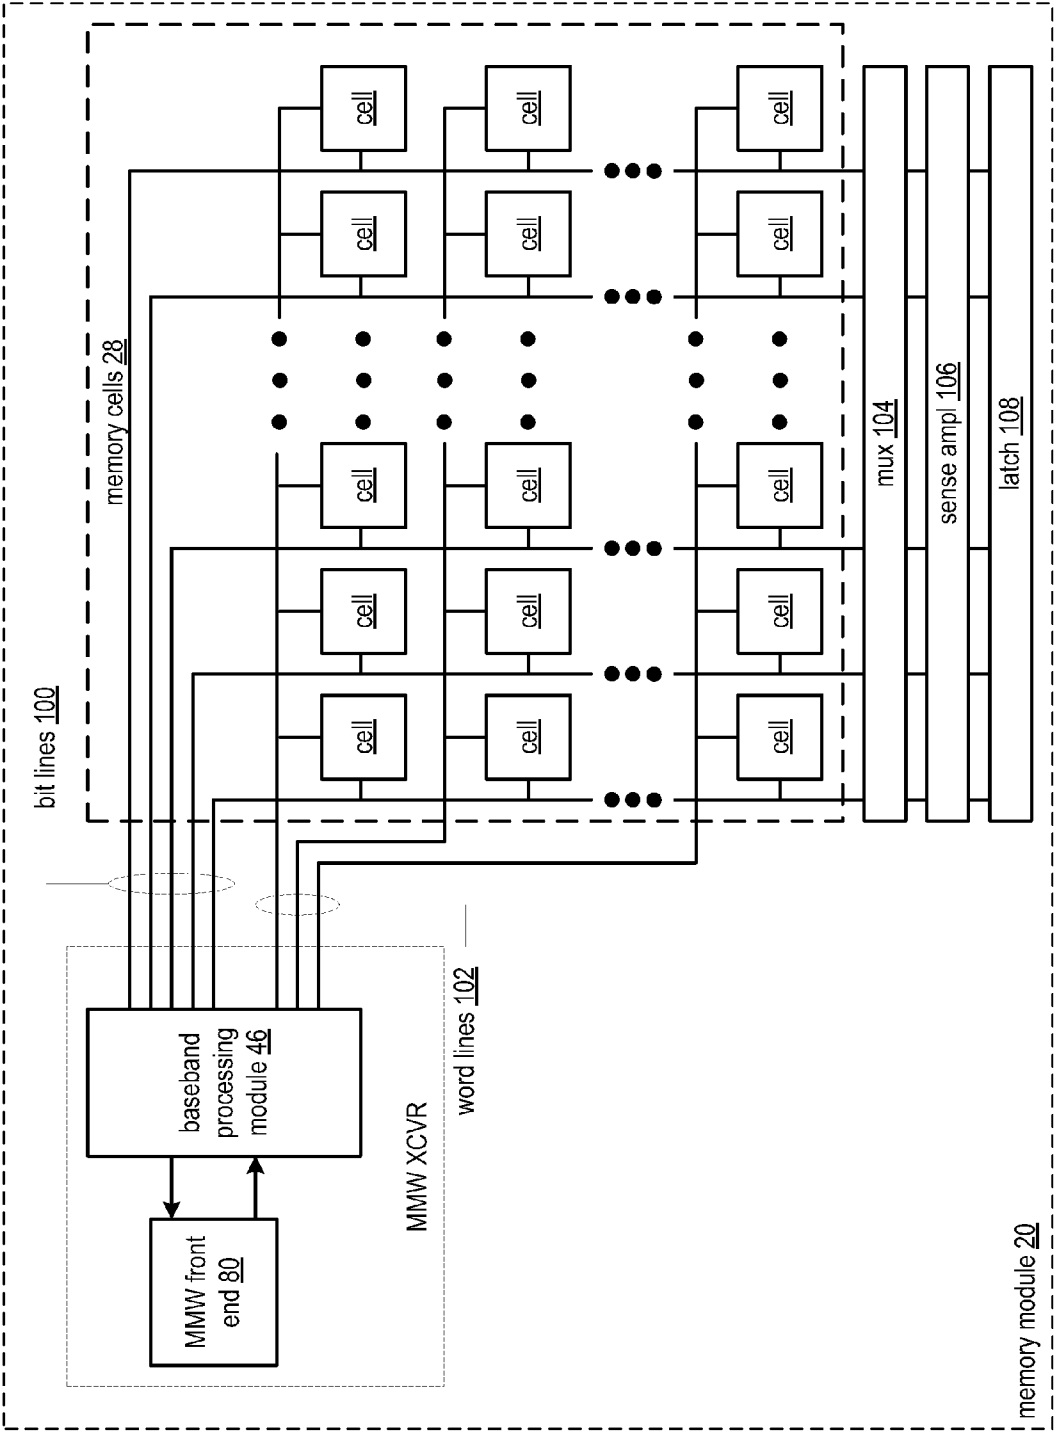 bit lines 100
memory cells 28
MMW front
end 80
baseband
processing
module 46
cell
cell
cell
cell
cell
MMW XCVR
word lines 102
cell
cell
cell
cell
cell
cell
cell
cell
cell
cell
mux 104
sense ampl 106
latch 108
memory module 20